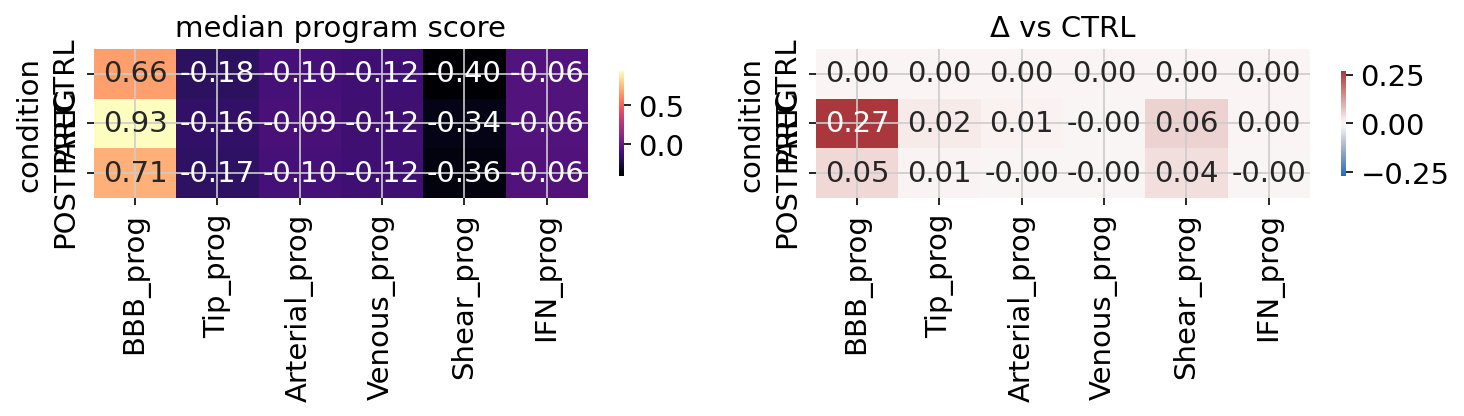 median program score
condition
CTRL
0.66 -0.18 -0.10 -0.12 -0.40 -0.06
0.93 -0.16 -0.09 -0.12 -0.34 -0.06
0.71 -0.17 -0.10 -0.12 -0.36 -0.06
BBB_prog
Tip_prog
Arterial_prog
Venous_prog
Shear_prog
IFN_prog
0.5
0.0
Δ vs CTRL
condition
CTRL
0.00 0.00 0.00 0.00 0.00 0.00
0.27 0.02 0.01 -0.00 0.06 0.00
0.05 0.01 -0.00 -0.00 0.04 -0.00
BBB_prog
Tip_prog
Arterial_prog
Venous_prog
Shear_prog
IFN_prog
0.25
0.00
−0.25